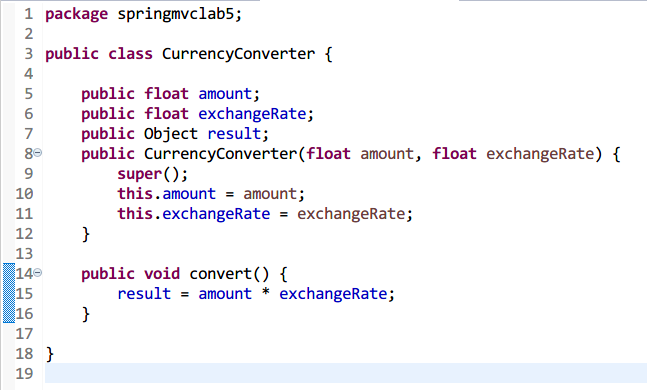 1 package springmvclab5;
2
3 public class CurrencyConverter {
4
5     public float amount;
6     public float exchangeRate;
7     public Object result;
8     public CurrencyConverter(float amount, float exchangeRate) {
9         super();
10         this.amount = amount;
11         this.exchangeRate = exchangeRate;
12     }
13
14     public void convert() {
15         result = amount * exchangeRate;
16     }
17
18 }
19